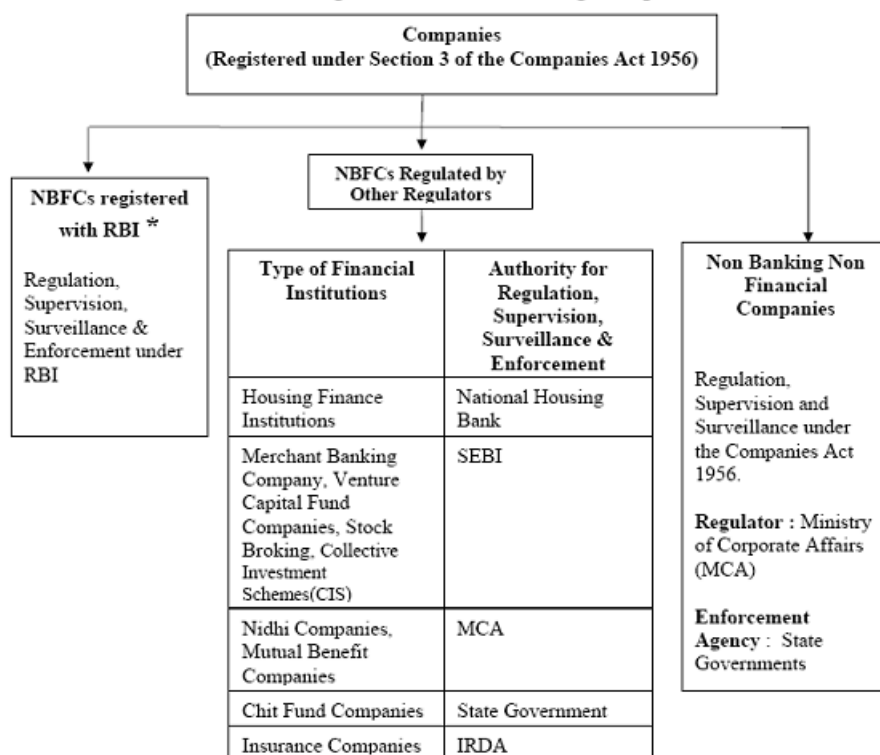 Companies
(Registered under Section 3 of the Companies Act 1956)
NBFCs registered
with RBI *
Regulation,
Supervision,
Surveillance &
Enforcement under
RBI
NBFCs Regulated by
Other Regulators
Type of Financial
Institutions
Authority for
Regulation,
Supervision,
Surveillance &
Enforcement
Housing Finance
Institutions
National Housing
Bank
Merchant Banking
Company, Venture
Capital Fund
Companies, Stock
Broking, Collective
Investment
Schemes(CIS)
SEBI
Nidhi Companies,
Mutual Benefit
Companies
MCA
Chit Fund Companies
State Government
Insurance Companies
IRDA
Non Banking Non
Financial
Companies
Regulation,
Supervision and
Surveillance under
the Companies Act
1956.
Regulator : Ministry
of Corporate Affairs
(MCA)
Enforcement
Agency : State
Governments